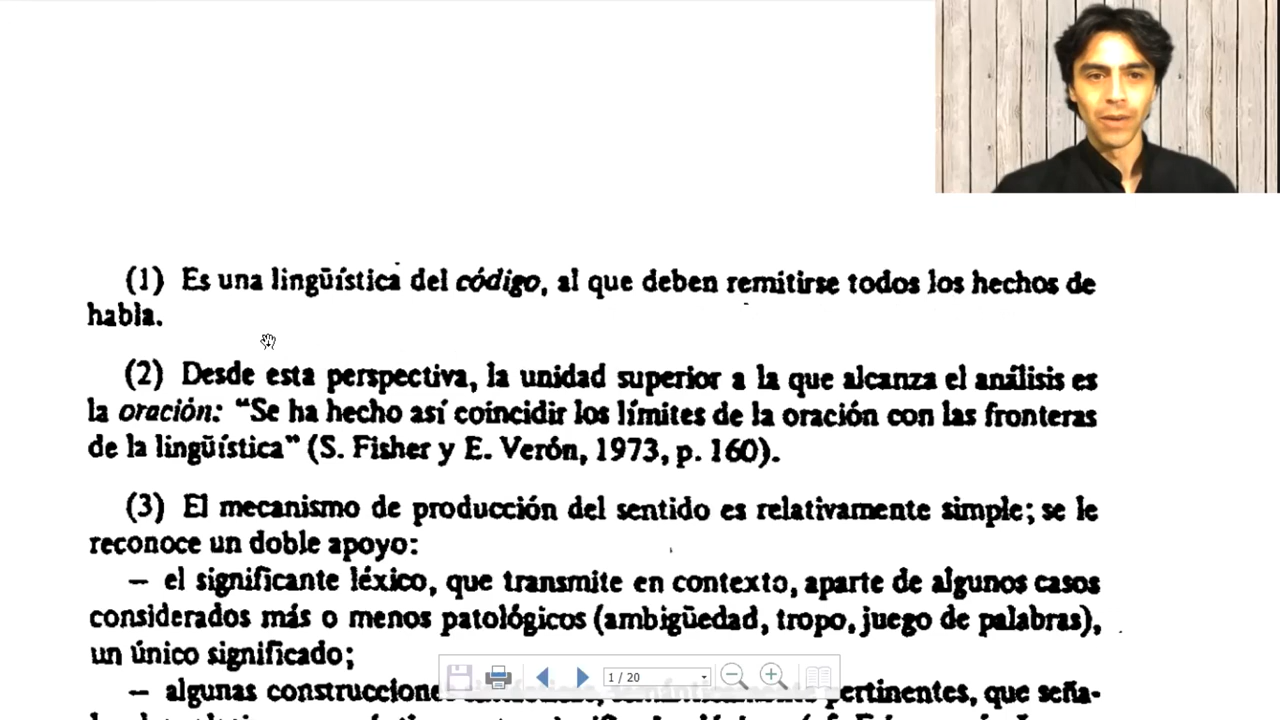 (1) Es una lingüística del código, al que deben remitirse todos los hechos de
habla.
(2) Desde esta perspectiva, la unidad superior a la que alcanza el análisis es
la oración: “Se ha hecho así coincidir los límites de la oración con las fronteras
de la lingüística” (S. Fisher y E. Verón, 1973, p. 160).
(3) El mecanismo de producción del sentido es relativamente simple; se le
reconoce un doble apoyo:
— el significante léxico, que transmite en contexto, aparte de algunos casos
considerados más o menos patológicos (ambigüedad, tropo, juego de palabras),
un único significado;
— algunas construcciones pertinentes, que seña-
1 / 20